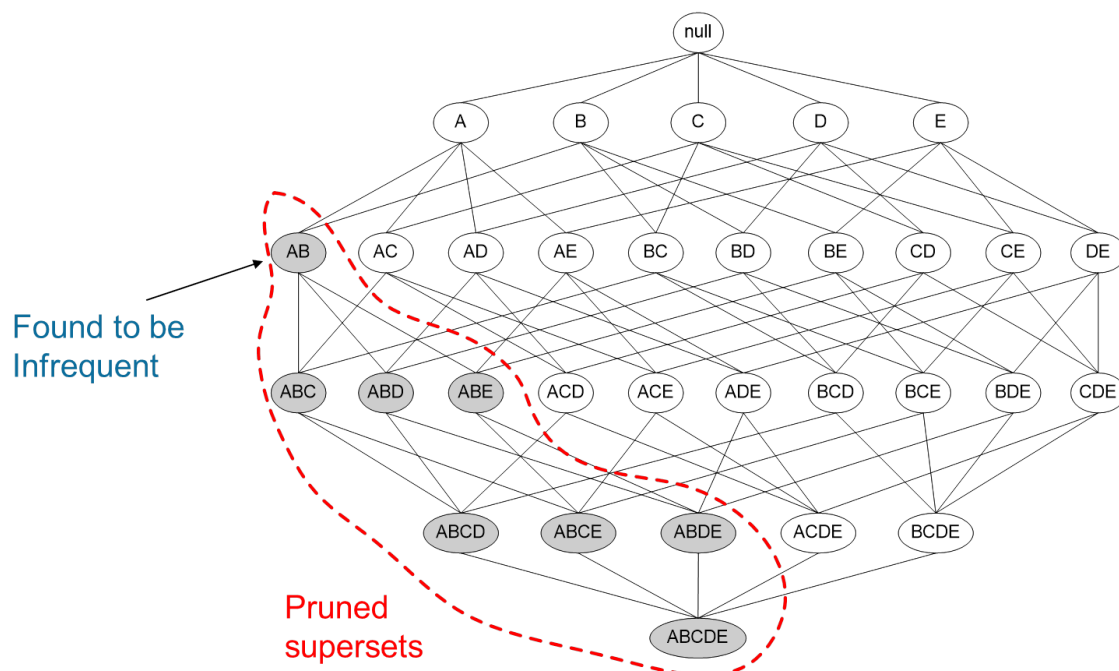 null
A B C D E
AB AC AD AE BC BD BE CD CE DE
Found to be
Infrequent
ABC ABD ABE ACD ACE ADE BCD BCE BDE CDE
ABCD ABCE ABDE ACDE BCDE
Pruned
supersets
ABCDE